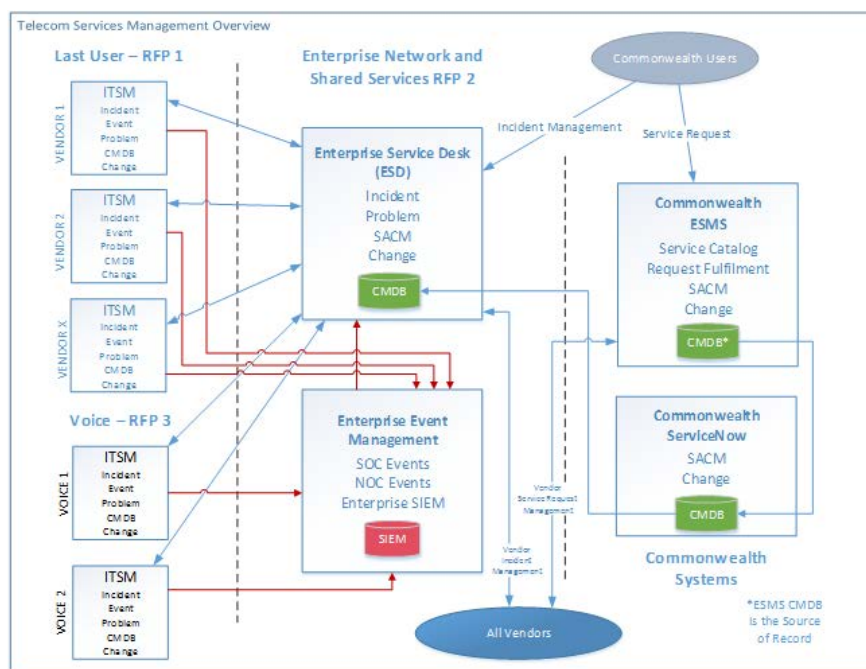 Telecom Services Management Overview
Last User – RFP 1
Enterprise Network and
Shared Services RFP 2
Commonwealth Users
Incident Management
Service Request
VENDOR 1
ITSM
Incident
Event
Problem
CMDB
Change
VENDOR 2
ITSM
Incident
Event
Problem
CMDB
Change
VENDOR X
ITSM
Incident
Event
Problem
CMDB
Change
Enterprise Service Desk
(ESD)
Incident
Problem
SACM
Change
CMDB
Commonwealth
ESMS
Service Catalog
Request Fulfilment
SACM
Change
CMDB*
Voice – RFP 3
VOICE 1
ITSM
Incident
Event
Problem
CMDB
Change
VOICE 2
ITSM
Incident
Event
Problem
CMDB
Change
Enterprise Event
Management
SOC Events
NOC Events
Enterprise SIEM
SIEM
Commonwealth
ServiceNow
SACM
Change
CMDB
Vendor
Service Request
Management
Vendor
Incident
Management
Commonwealth
Systems
All Vendors
*ESMS CMDB
Is the Source
of Record